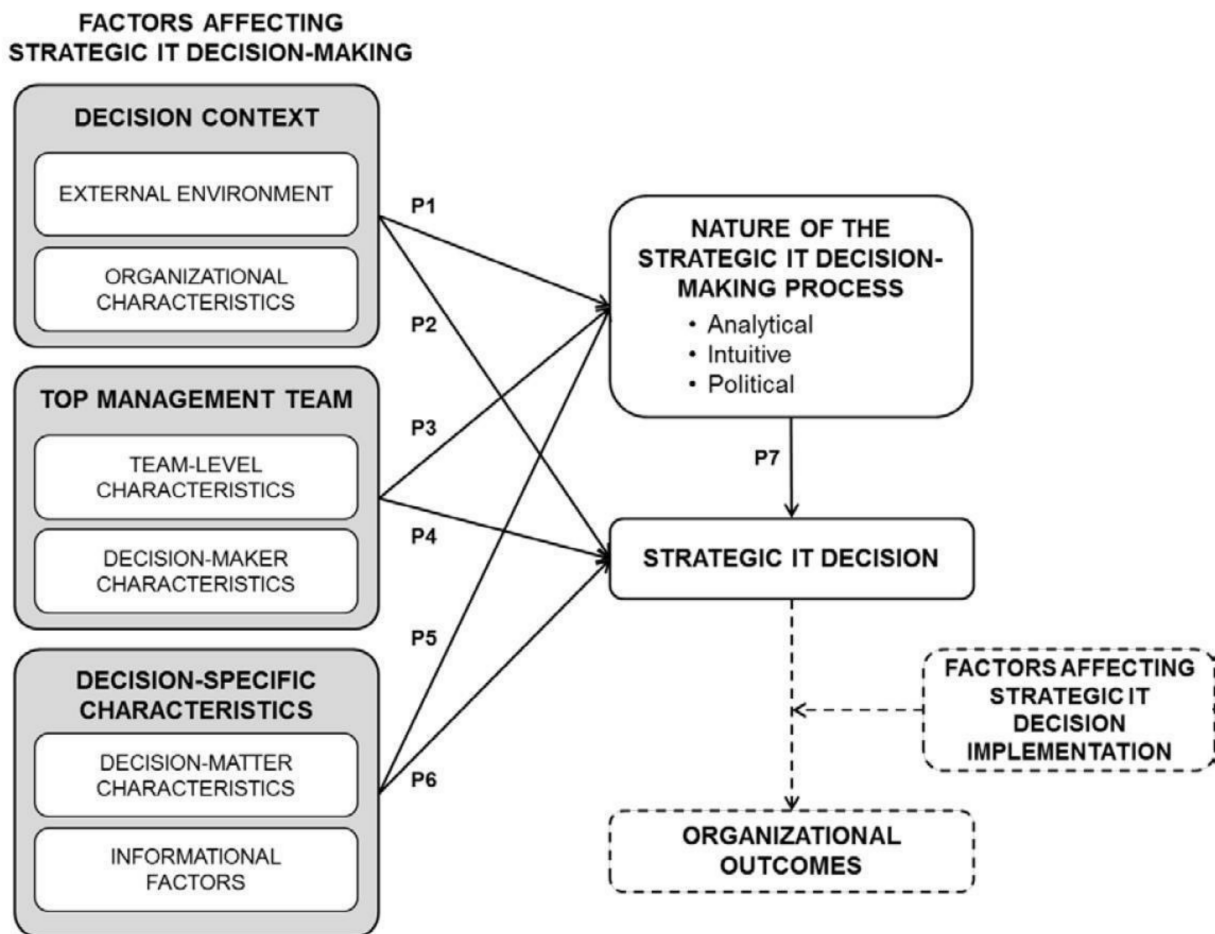 FACTORS AFFECTING
STRATEGIC IT DECISION-MAKING
DECISION CONTEXT
EXTERNAL ENVIRONMENT
ORGANIZATIONAL
CHARACTERISTICS
TOP MANAGEMENT TEAM
TEAM-LEVEL
CHARACTERISTICS
DECISION-MAKER
CHARACTERISTICS
DECISION-SPECIFIC
CHARACTERISTICS
DECISION-MATTER
CHARACTERISTICS
INFORMATIONAL
FACTORS
P1
P2
P3
P4
P5
P6
NATURE OF THE
STRATEGIC IT DECISION-
MAKING PROCESS
• Analytical
• Intuitive
• Political
P7
STRATEGIC IT DECISION
FACTORS AFFECTING
STRATEGIC IT
DECISION
IMPLEMENTATION
ORGANIZATIONAL
OUTCOMES